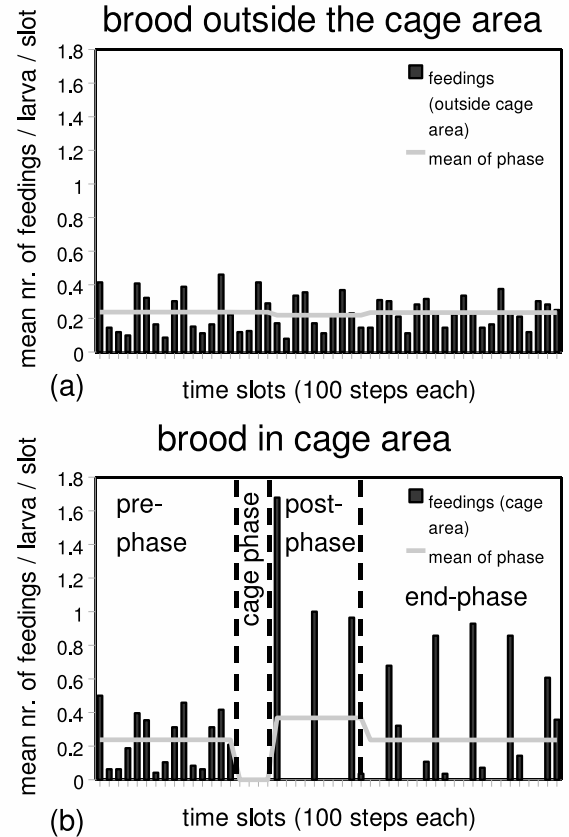 brood outside the cage area
mean nr. of feedings / larva / slot
1.8
1.6
1.4
1.2
1
0.8
0.6
0.4
0.2
0
feedings
(outside cage
area)
mean of phase
(a)
time slots (100 steps each)
brood in cage area
mean nr. of feedings / larva / slot
1.8
1.6
1.4
1.2
1
0.8
0.6
0.4
0.2
0
pre-
phase
cage phase
post-
phase
feedings (cage
area)
mean of phase
end-phase
(b)
time slots (100 steps each)